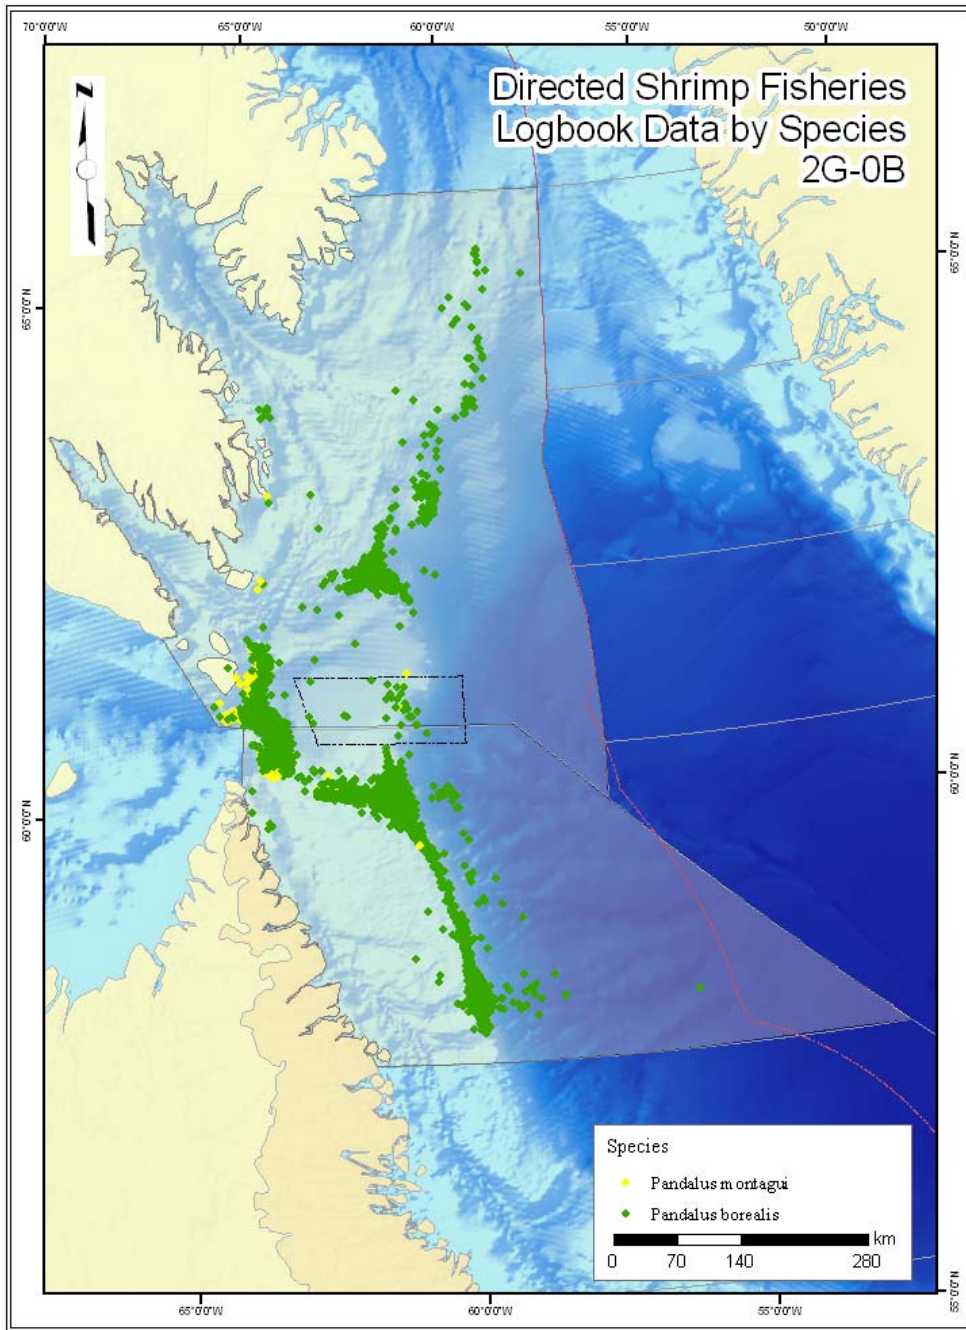 70°0'0"W 65°0'0"W 60°0'0"W 55°0'0"W 50°0'0"W
Directed Shrimp Fisheries
Logbook Data by Species
2G-0B
N
65°0'0"N
65°0'0"N
60°0'0"N
60°0'0"N
Species
Pandalus montagui
Pandalus borealis
km
0 70 140 280
55°0'0"N
65°0'0"W 60°0'0"W 55°0'0"W